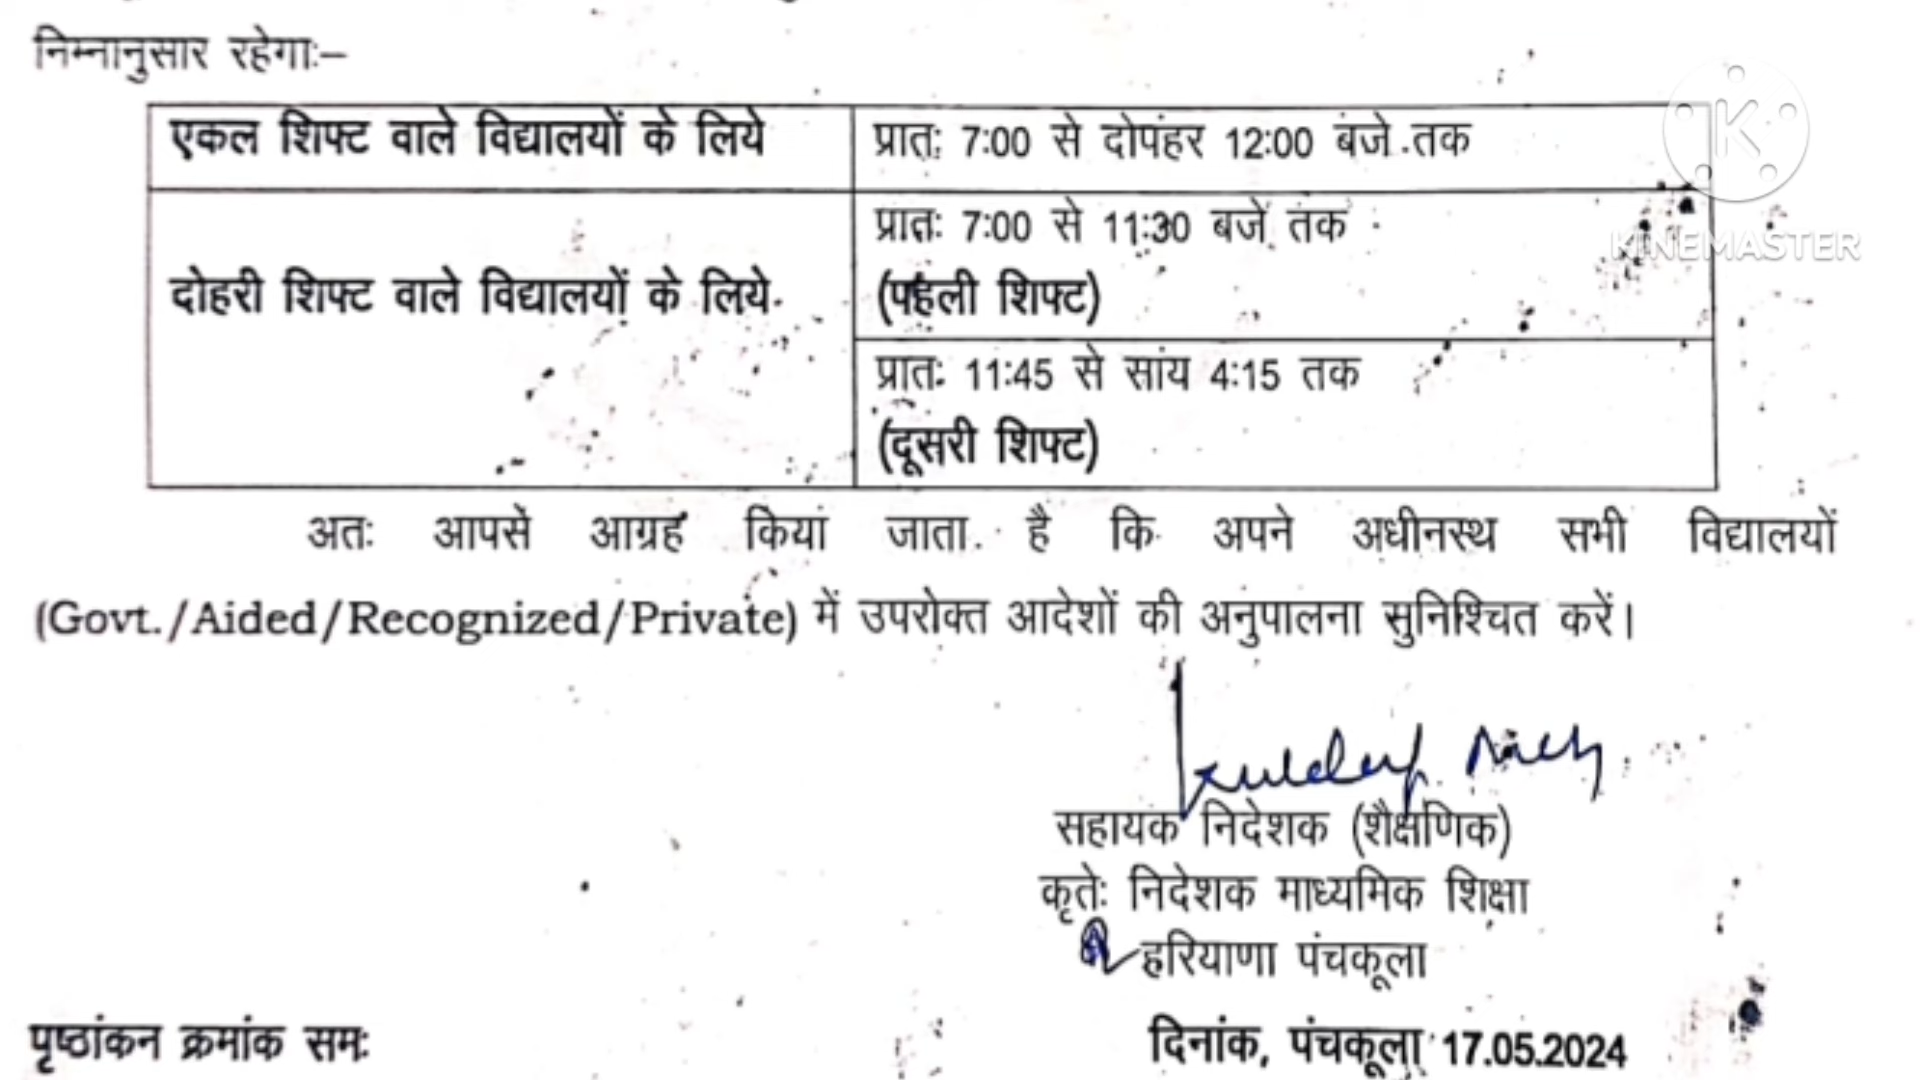 निम्नानुसार रहेगाः–
एकल शिफ्ट वाले विद्यालयों के लिये
प्रातः 7:00 से दोपहर 12:00 बजे तक
दोहरी शिफ्ट वाले विद्यालयों के लिये
प्रातः 7:00 से 11:30 बजे तक
(पहली शिफ्ट)
प्रातः 11:45 से सांय 4:15 तक
(दूसरी शिफ्ट)
अतः आपसे आग्रह किया जाता है कि अपने अधीनस्थ सभी विद्यालयों
(Govt./Aided/Recognized/Private) में उपरोक्त आदेशों की अनुपालना सुनिश्चित करें।
सहायक निदेशक (शैक्षणिक)
कृतेः निदेशक माध्यमिक शिक्षा
हरियाणा पंचकूला
पृष्ठांकन क्रमांक समः
दिनांक, पंचकूला 17.05.2024
K
KINEMASTER